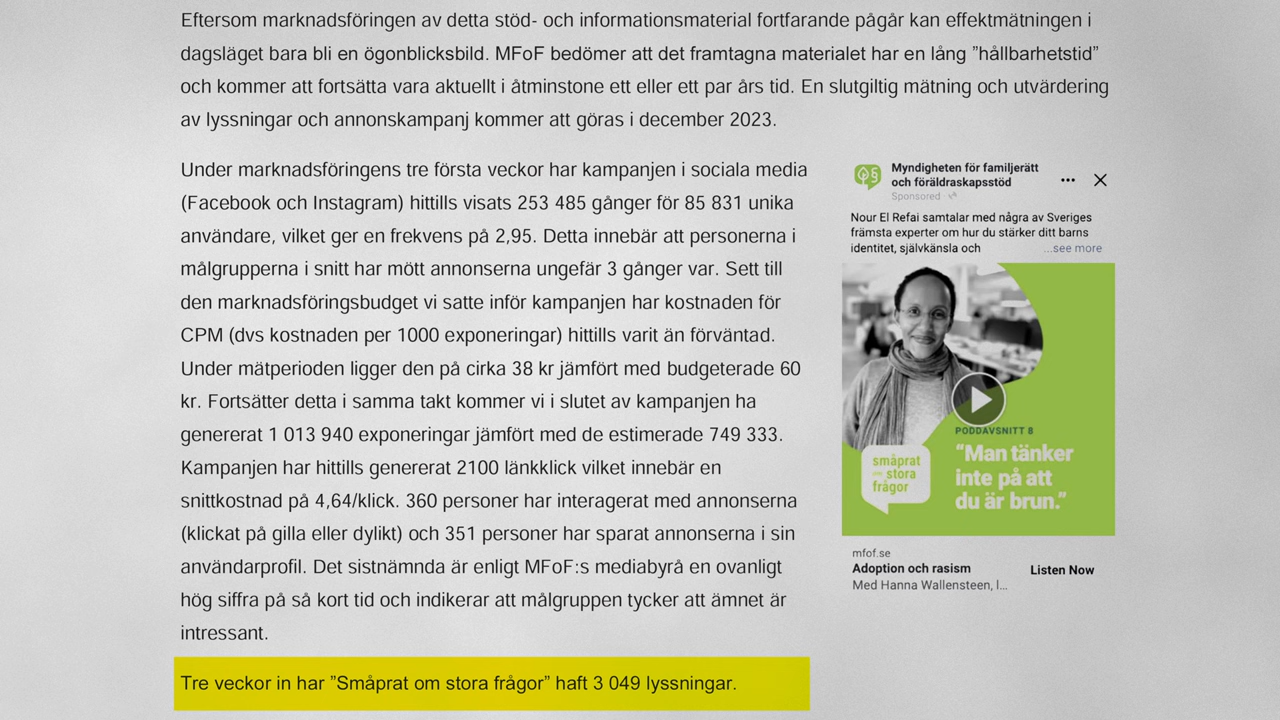 Eftersom marknadsföringen av detta stöd- och informationsmaterial fortfarande pågår kan effektmätningen i
dagsläget bara bli en ögonblicksbild. MFoF bedömer att det framtagna materialet har en lång ”hållbarhetstid”
och kommer att fortsätta vara aktuellt i åtminstone ett eller ett par års tid. En slutgiltig mätning och utvärdering
av lyssningar och annonskampanj kommer att göras i december 2023.
Under marknadsföringens tre första veckor har kampanjen i sociala media
(Facebook och Instagram) hittills visats 253 485 gånger för 85 831 unika
användare, vilket ger en frekvens på 2,95. Detta innebär att personerna i
målgrupperna i snitt har mött annonserna ungefär 3 gånger var. Sett till
den marknadsföringsbudget vi satte inför kampanjen har kostnaden för
CPM (dvs kostnaden per 1000 exponeringar) hittills varit än förväntad.
Under mätperioden ligger den på cirka 38 kr jämfört med budgeterade 60
kr. Fortsätter detta i samma takt kommer vi i slutet av kampanjen ha
genererat 1 013 940 exponeringar jämfört med de estimerade 749 333.
Kampanjen har hittills genererat 2100 länkklick vilket innebär en
snittkostnad på 4,64/klick. 360 personer har interagerat med annonserna
(klickat på gilla eller dylikt) och 351 personer har sparat annonserna i sin
användarprofil. Det sistnämnda är enligt MFoF:s mediabyrå en ovanligt
hög siffra på så kort tid och indikerar att målgruppen tycker att ämnet är
intressant.
Tre veckor in har ”Småprat om stora frågor” haft 3 049 lyssningar.
Myndigheten för familjerätt
och föräldraskapsstöd
Sponsored
Nour El Refai samtalar med några av Sveriges
främsta experter om hur du stärker ditt barns
identitet, självkänsla och ...see more
PODDAVSNITT 8
“Man tänker
inte på att
du är brun.”
småprat
om stora
frågor
mfof.se
Adoption och rasism
Listen Now
Med Hanna Wallensteen, l...